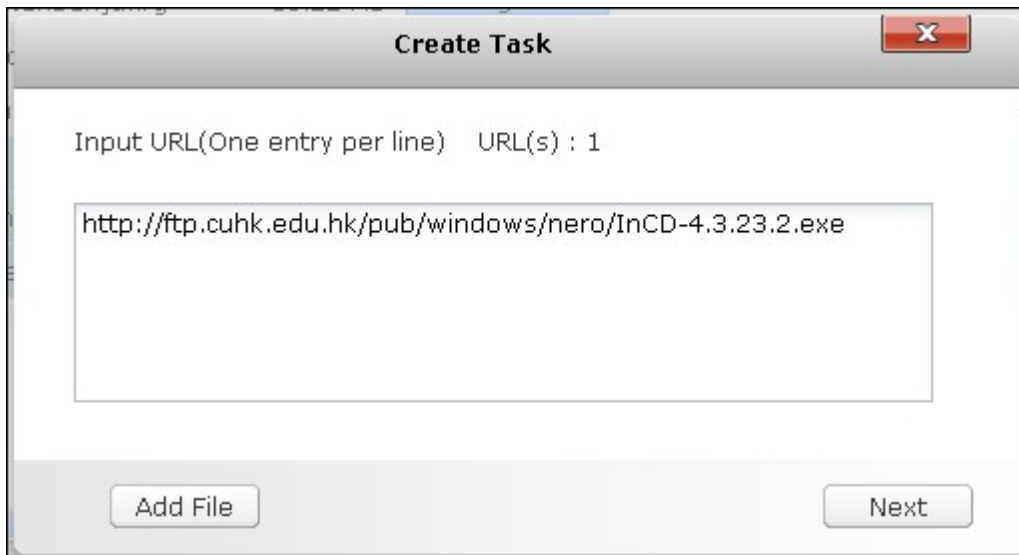 Create Task
Input URL(One entry per line) URL(s) : 1
http://ftp.cuhk.edu.hk/pub/windows/nero/InCD-4.3.23.2.exe
Add File
Next